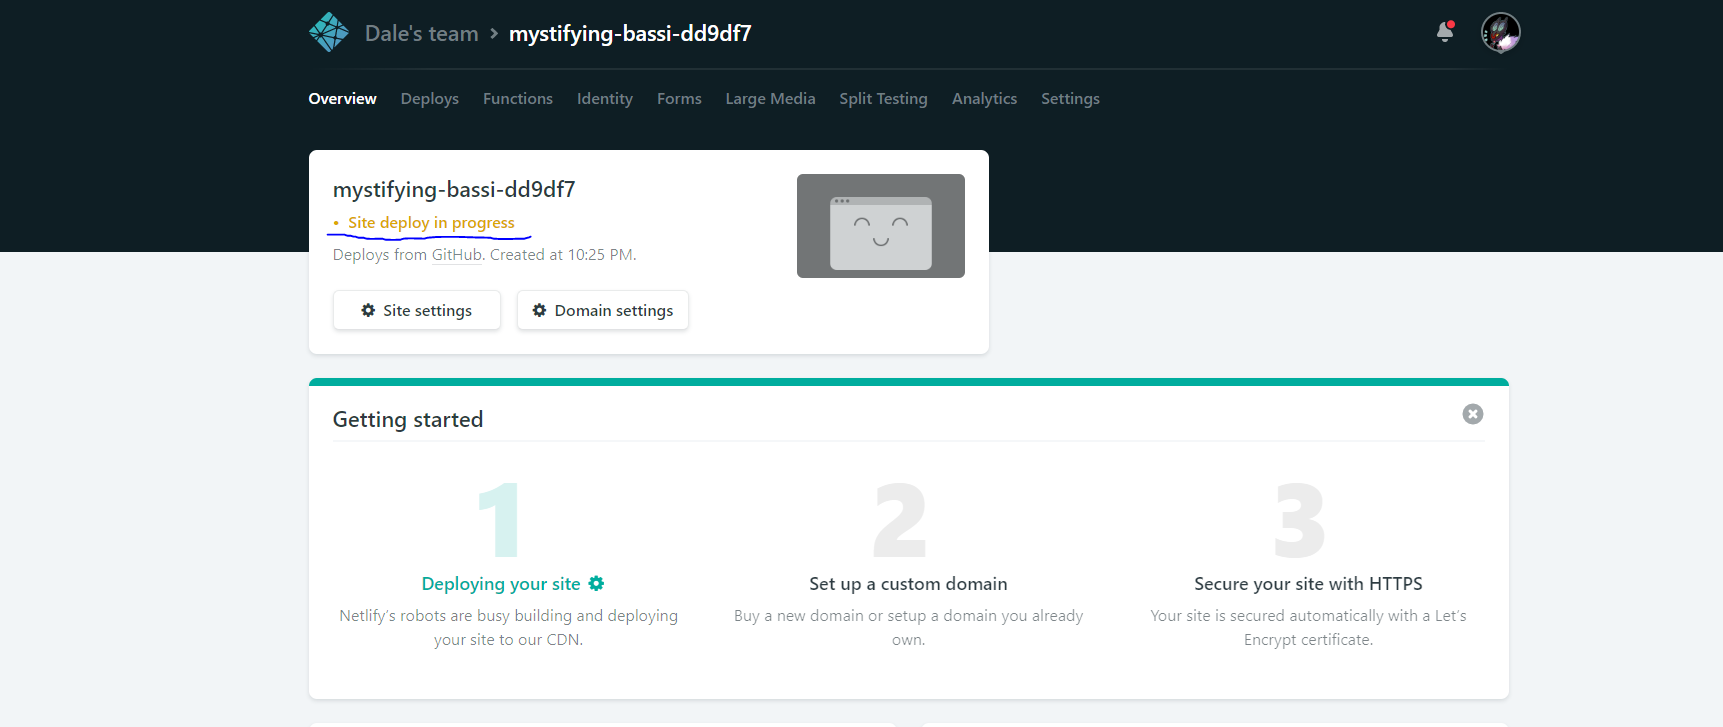 Dale's team > mystifying-bassi-dd9df7
Overview Deploys Functions Identity Forms Large Media Split Testing Analytics Settings
mystifying-bassi-dd9df7
• Site deploy in progress
Deploys from GitHub. Created at 10:25 PM.
Site settings Domain settings
Getting started
1 2 3
Deploying your site Set up a custom domain Secure your site with HTTPS
Netlify’s robots are busy building and deploying Buy a new domain or setup a domain you already Your site is secured automatically with a Let’s
your site to our CDN. own. Encrypt certificate.